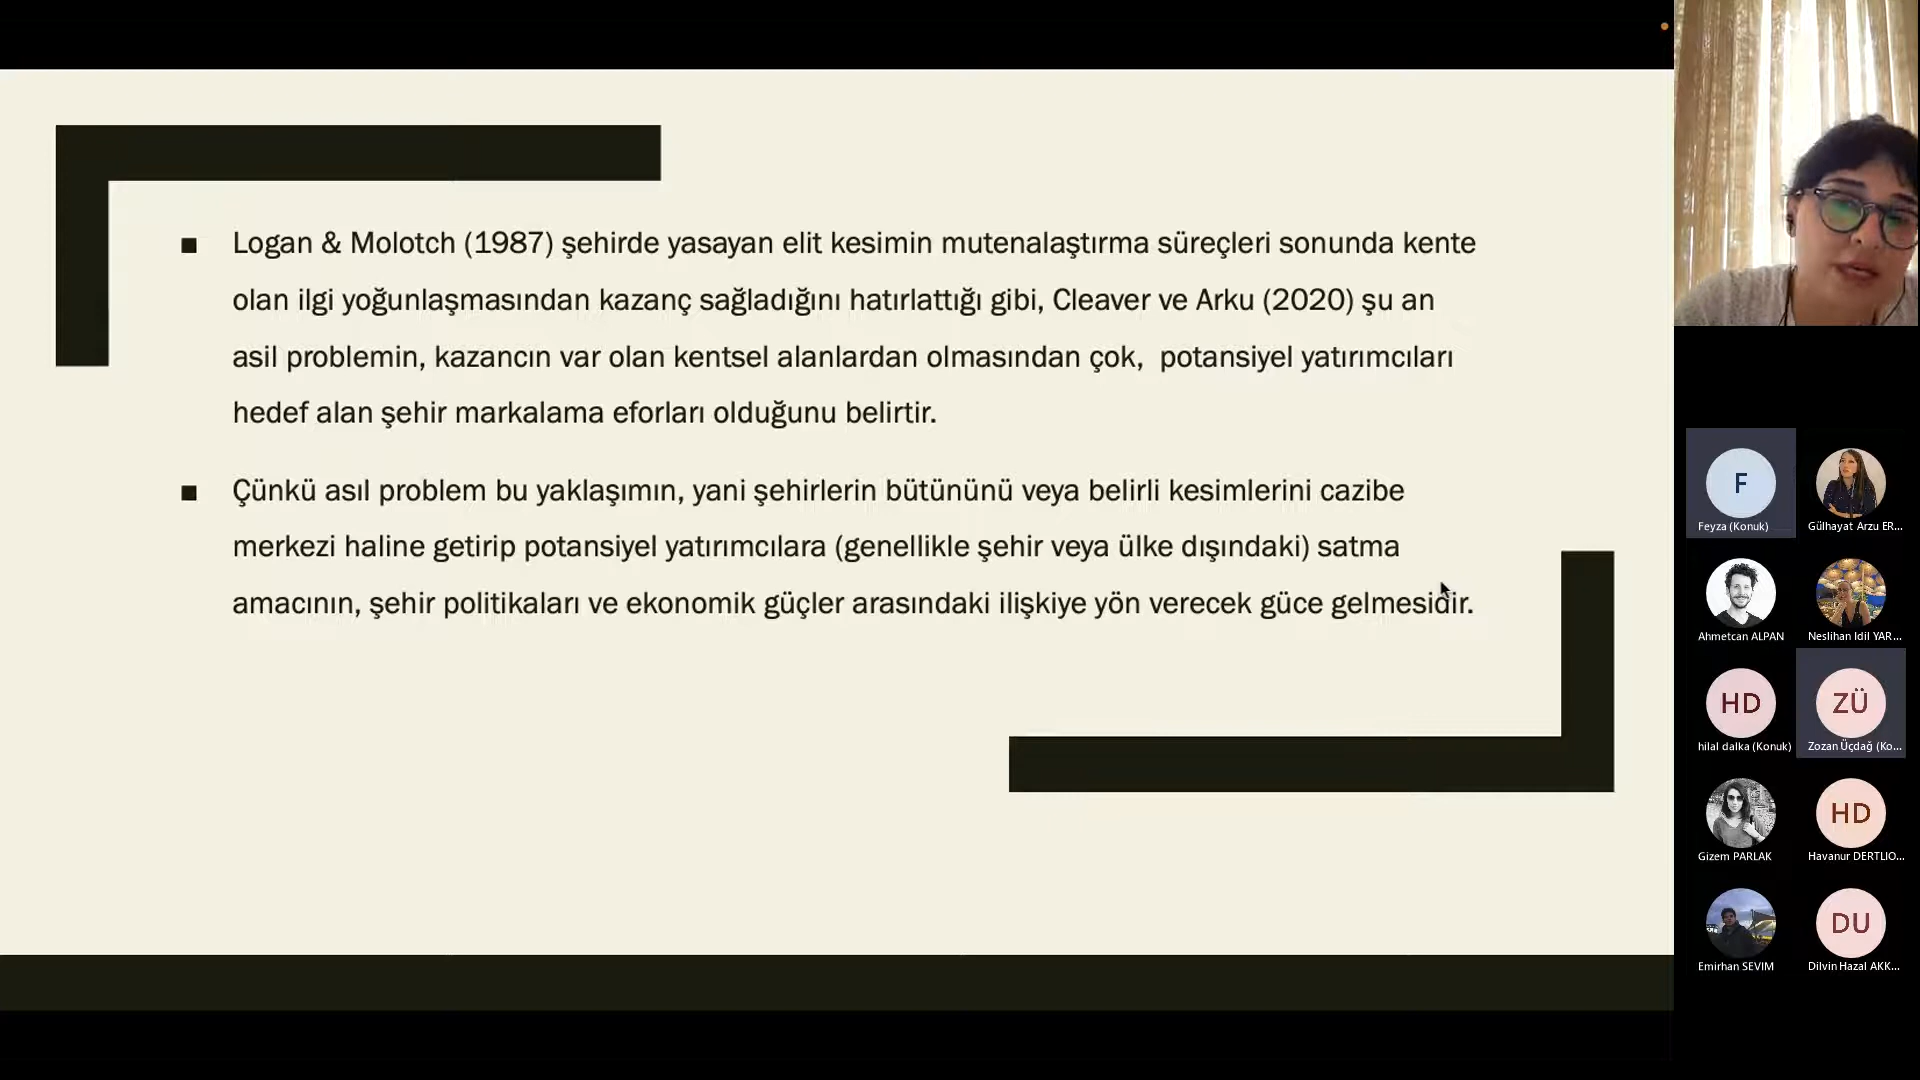 ■ Logan & Molotch (1987) şehirde yasayan elit kesimin mutenalaştırma süreçleri sonunda kente
olan ilgi yoğunlaşmasından kazanç sağladığını hatırlattığı gibi, Cleaver ve Arku (2020) şu an
asil problemin, kazancın var olan kentsel alanlardan olmasından çok, potansiyel yatırımcıları
hedef alan şehir markalama eforları olduğunu belirtir.
■ Çünkü asıl problem bu yaklaşımın, yani şehirlerin bütününü veya belirli kesimlerini cazibe
merkezi haline getirip potansiyel yatırımcılara (genellikle şehir veya ülke dışındaki) satma
amacının, şehir politikaları ve ekonomik güçler arasındaki ilişkiye yön verecek güce gelmesidir.
F
Feyza (Konuk)
Gülhayat Arzu ER...
Ahmetcan ALPAN
Neslihan Idil YAR...
HD
hilal dalka (Konuk)
ZÜ
Zozan Üçdağ (Ko...
Gizem PARLAK
HD
Havanur DERTLIO...
Emirhan SEVIM
DU
Dilvin Hazal AKK...